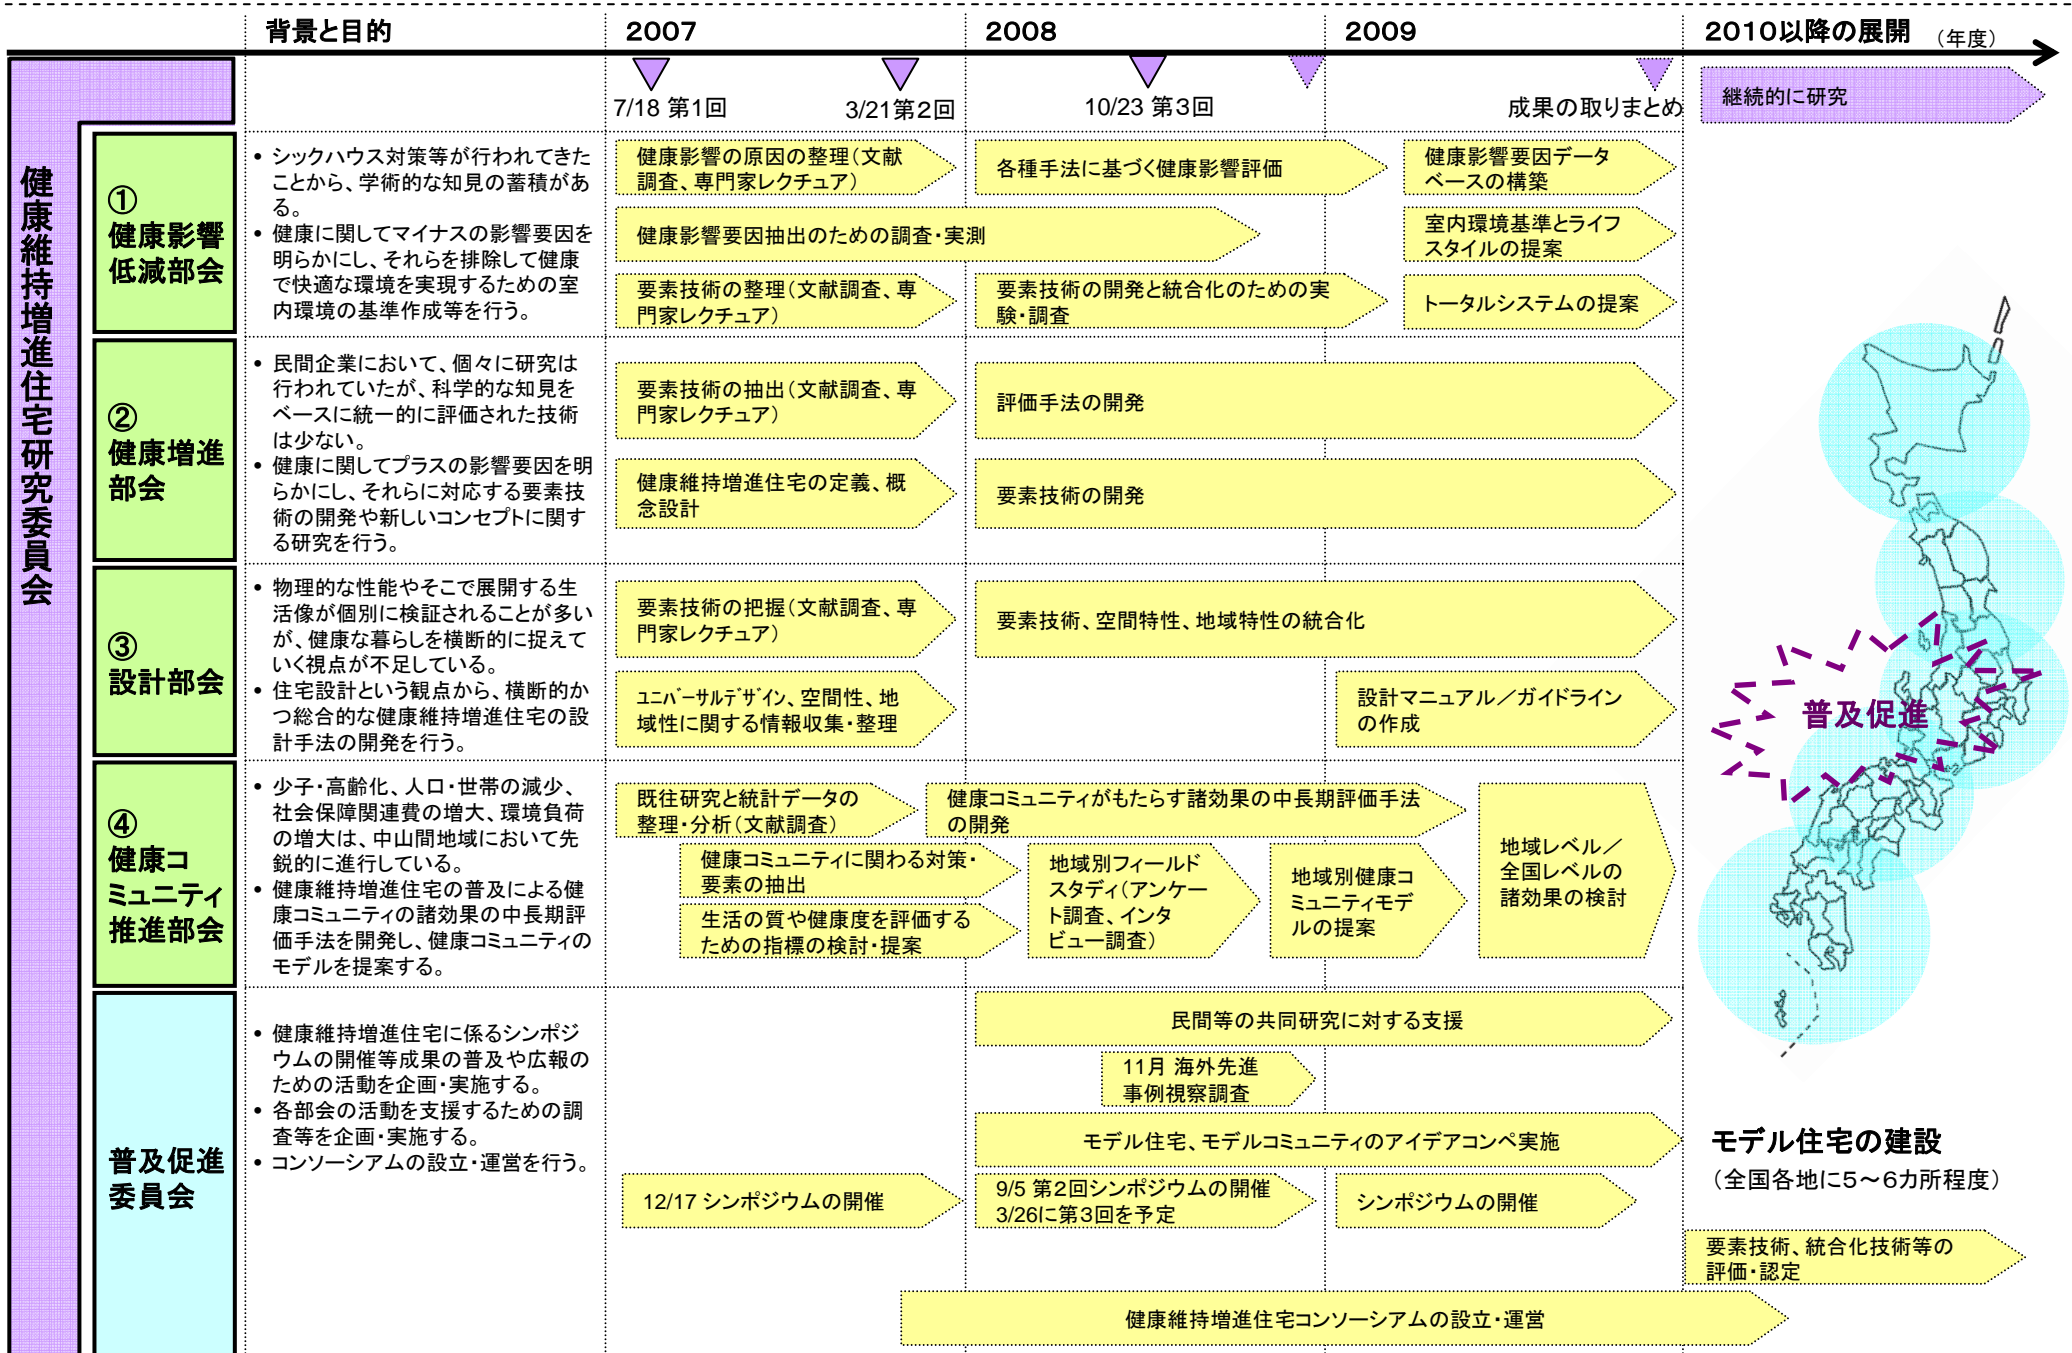 背景と目的
2007
2008
2009
2010以降の展開
（年度）
7/18 第1回
3/21第2回
10/23 第3回
成果の取りまとめ
継続的に研究
健康維持増進住宅研究委員会
①
健康影響
低減部会
• シックハウス対策等が行われてきた
ことから、学術的な知見の蓄積があ
る。
• 健康に関してマイナスの影響要因を
明らかにし、それらを排除して健康
で快適な環境を実現するための室
内環境の基準作成等を行う。
健康影響の原因の整理（文献
調査、専門家レクチュア）
各種手法に基づく健康影響評価
健康影響要因データ
ベースの構築
健康影響要因抽出のための調査・実測
室内環境基準とライフ
スタイルの提案
要素技術の整理（文献調査、専
門家レクチュア）
要素技術の開発と統合化のための実
験・調査
トータルシステムの提案
②
健康増進
部会
• 民間企業において、個々に研究は
行われていたが、科学的な知見を
ベースに統一的に評価された技術
は少ない。
• 健康に関してプラスの影響要因を明
らかにし、それらに対応する要素技
術の開発や新しいコンセプトに関す
る研究を行う。
要素技術の抽出（文献調査、専
門家レクチュア）
評価手法の開発
健康維持増進住宅の定義、概
念設計
要素技術の開発
③
設計部会
• 物理的な性能やそこで展開する生
活像が個別に検証されることが多い
が、健康な暮らしを横断的に捉えて
いく視点が不足している。
• 住宅設計という観点から、横断的か
つ総合的な健康維持増進住宅の設
計手法の開発を行う。
要素技術の把握（文献調査、専
門家レクチュア）
要素技術、空間特性、地域特性の統合化
ﾕﾆﾊﾞｰｻﾙﾃﾞｻﾞｲﾝ、空間性、地
域性に関する情報収集・整理
設計マニュアル／ガイドライン
の作成
普及促進
④
健康コ
ミュニティ
推進部会
• 少子・高齢化、人口・世帯の減少、
社会保障関連費の増大、環境負荷
の増大は、中山間地域において先
鋭的に進行している。
• 健康維持増進住宅の普及による健
康コミュニティの諸効果の中長期評
価手法を開発し、健康コミュニティの
モデルを提案する。
既往研究と統計データの
整理・分析（文献調査）
健康コミュニティがもたらす諸効果の中長期評価手法
の開発
健康コミュニティに関わる対策・
要素の抽出
生活の質や健康度を評価する
ための指標の検討・提案
地域別フィールド
スタディ（アンケー
ト調査、インタ
ビュー調査）
地域別健康コ
ミュニティモデ
ルの提案
地域レベル／
全国レベルの
諸効果の検討
普及促進
委員会
• 健康維持増進住宅に係るシンポジ
ウムの開催等成果の普及や広報の
ための活動を企画・実施する。
• 各部会の活動を支援するための調
査等を企画・実施する。
• コンソーシアムの設立・運営を行う。
民間等の共同研究に対する支援
11月 海外先進
事例視察調査
モデル住宅、モデルコミュニティのアイデアコンペ実施
12/17 シンポジウムの開催
9/5 第2回シンポジウムの開催
3/26に第3回を予定
シンポジウムの開催
モデル住宅の建設
（全国各地に5～6カ所程度）
要素技術、統合化技術等の
評価・認定
健康維持増進住宅コンソーシアムの設立・運営